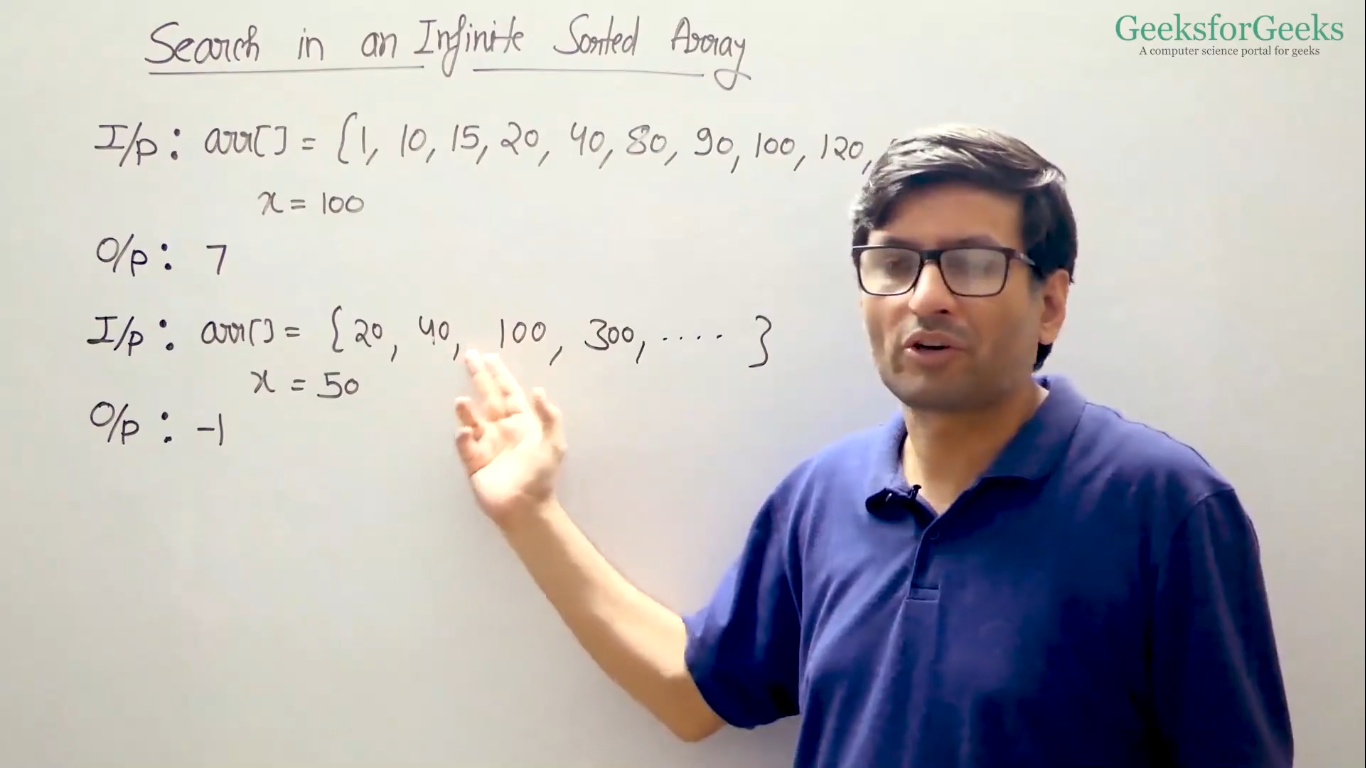 GeeksforGeeks
A computer science portal for geeks
Search in an Infinite Sorted Array
I/p : arr[] = {1, 10, 15, 20, 40, 80, 90, 100, 120,
x = 100
O/p : 7
I/p : arr[] = {20, 40, 100, 300, .... }
x = 50
O/p : -1